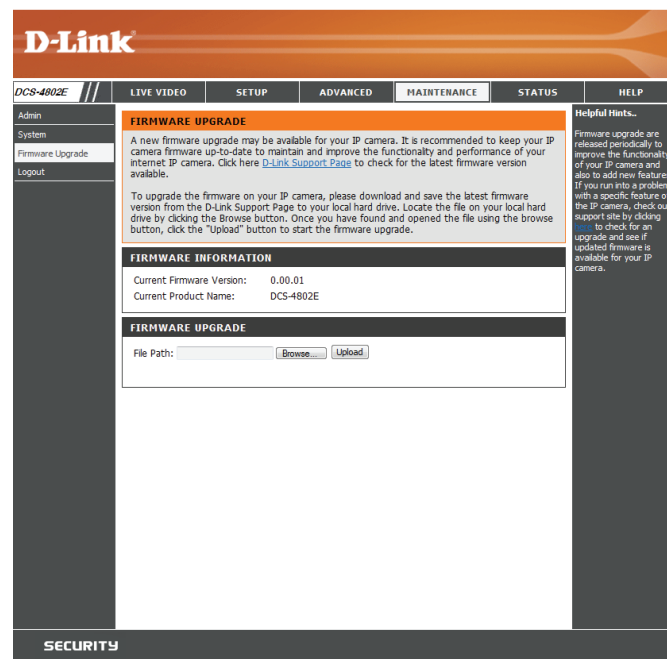 D-Link
DCS-4802E
LIVE VIDEO
SETUP
ADVANCED
MAINTENANCE
STATUS
HELP
Admin
System
Firmware Upgrade
Logout
FIRMWARE UPGRADE
A new firmware upgrade may be available for your IP camera. It is recommended to keep your IP
camera firmware up-to-date to maintain and improve the functionality and performance of your
internet IP camera. Click here D-Link Support Page to check for the latest firmware version
available.
To upgrade the firmware on your IP camera, please download and save the latest firmware
version from the D-Link Support Page to your local hard drive. Locate the file on your local hard
drive by clicking the Browse button. Once you have found and opened the file using the browse
button, click the "Upload" button to start the firmware upgrade.
FIRMWARE INFORMATION
Current Firmware Version: 0.00.01
Current Product Name: DCS-4802E
FIRMWARE UPGRADE
File Path: Browse... Upload
Helpful Hints..
Firmware upgrade are
released periodically to
improve the functionality
of your IP camera and
also to add new feature
If you run into a problem
with a specific feature o
the IP camera, check ou
support site by clicking
here to check for an
upgrade and see if
updated firmware is
available for your IP
camera.
SECURITY